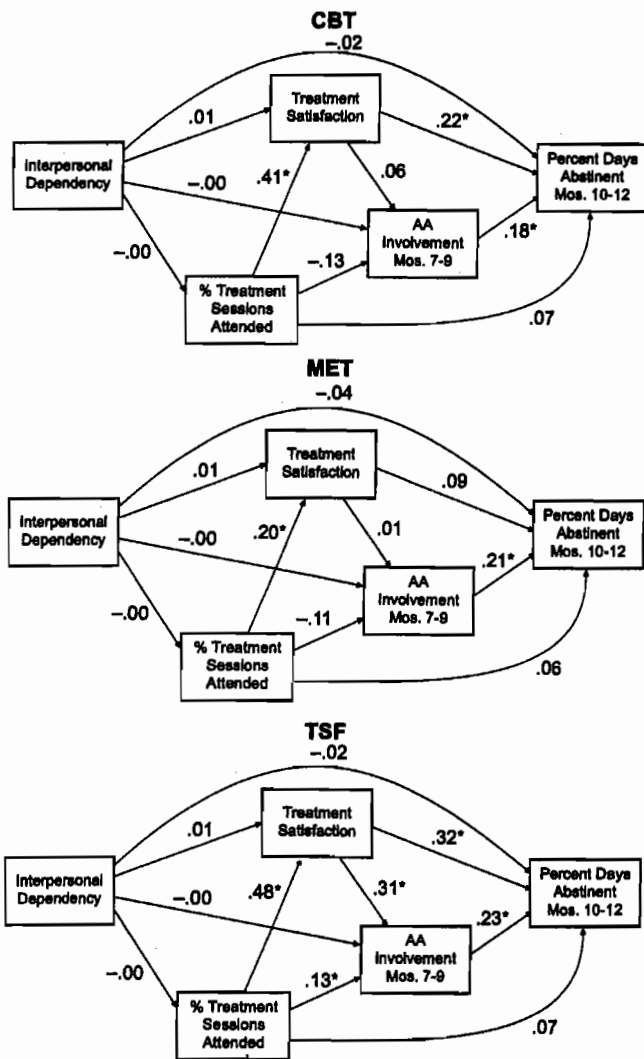 CBT
–.02
Treatment
Satisfaction
.01
.22*
Interpersonal
Dependency
Percent Days
Abstinent
Mos. 10-12
.41*
.06
–.00
AA
Involvement
Mos. 7-9
.18*
–.00
–.13
% Treatment
Sessions
Attended
.07
MET
–.04
Treatment
Satisfaction
.01
.09
Interpersonal
Dependency
Percent Days
Abstinent
Mos. 10-12
.20*
.01
–.00
AA
Involvement
Mos. 7-9
.21*
–.00
–.11
% Treatment
Sessions
Attended
.06
TSF
–.02
Treatment
Satisfaction
.01
.32*
Interpersonal
Dependency
Percent Days
Abstinent
Mos. 10-12
.48*
.31*
–.00
AA
Involvement
Mos. 7-9
.23*
–.00
.13*
% Treatment
Sessions
Attended
.07